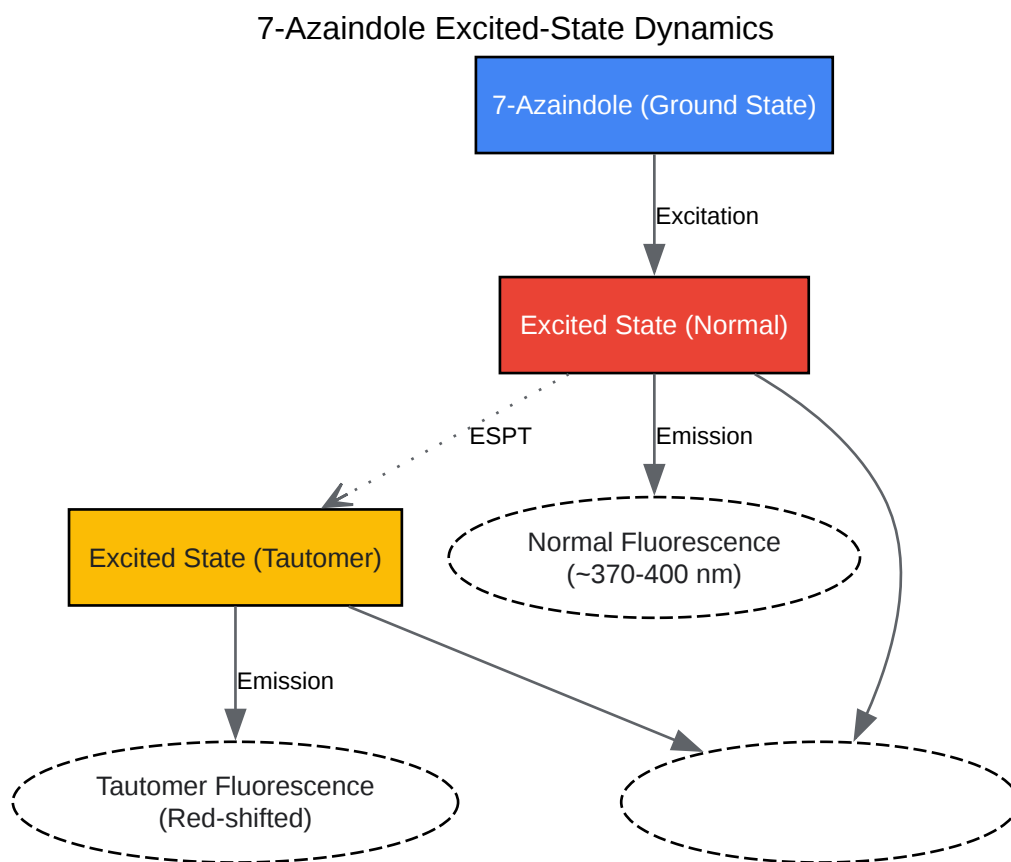 7-Azaindole Excited-State Dynamics
7-Azaindole (Ground State)
Excitation
Excited State (Normal)
ESPT
Emission
Normal Fluorescence
(~370-400 nm)
Excited State (Tautomer)
Emission
Tautomer Fluorescence
(Red-shifted)